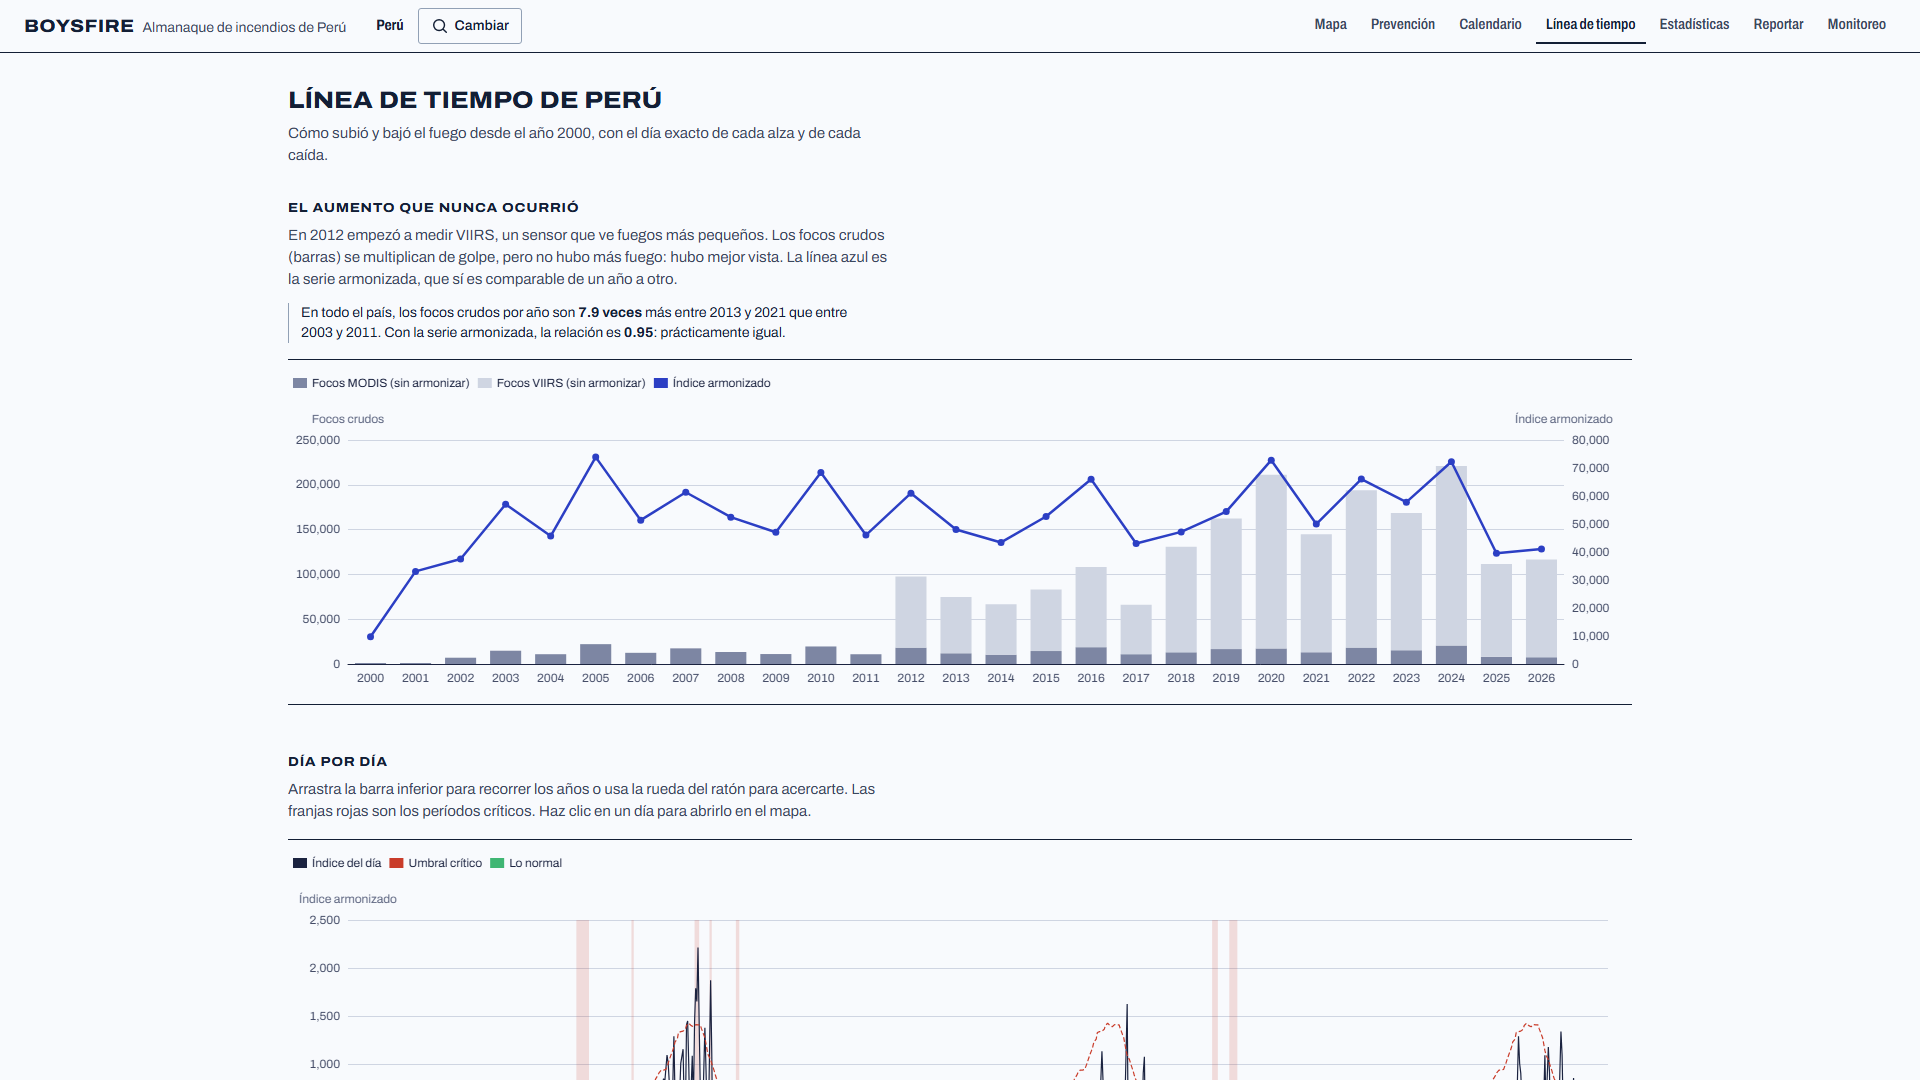 BOYSFIRE Almanaque de incendios de Perú Perú Cambiar Mapa Prevención Calendario Línea de tiempo Estadísticas Reportar Monitoreo
LÍNEA DE TIEMPO DE PERÚ
Cómo subió y bajó el fuego desde el año 2000, con el día exacto de cada alza y de cada
caída.
EL AUMENTO QUE NUNCA OCURRIÓ
En 2012 empezó a medir VIIRS, un sensor que ve fuegos más pequeños. Los focos crudos
(barras) se multiplican de golpe, pero no hubo más fuego: hubo mejor vista. La línea azul es
la serie armonizada, que sí es comparable de un año a otro.
En todo el país, los focos crudos por año son 7.9 veces más entre 2013 y 2021 que entre
2003 y 2011. Con la serie armonizada, la relación es 0.95: prácticamente igual.
Focos MODIS (sin armonizar) Focos VIIRS (sin armonizar) Índice armonizado
Focos crudos Índice armonizado
250,000 80,000
70,000
200,000
60,000
150,000 50,000
40,000
100,000
30,000
50,000 20,000
10,000
0 0
2000 2001 2002 2003 2004 2005 2006 2007 2008 2009 2010 2011 2012 2013 2014 2015 2016 2017 2018 2019 2020 2021 2022 2023 2024 2025 2026
DÍA POR DÍA
Arrastra la barra inferior para recorrer los años o usa la rueda del ratón para acercarte. Las
franjas rojas son los períodos críticos. Haz clic en un día para abrirlo en el mapa.
Índice del día Umbral crítico Lo normal
Índice armonizado
2,500
2,000
1,500
1,000